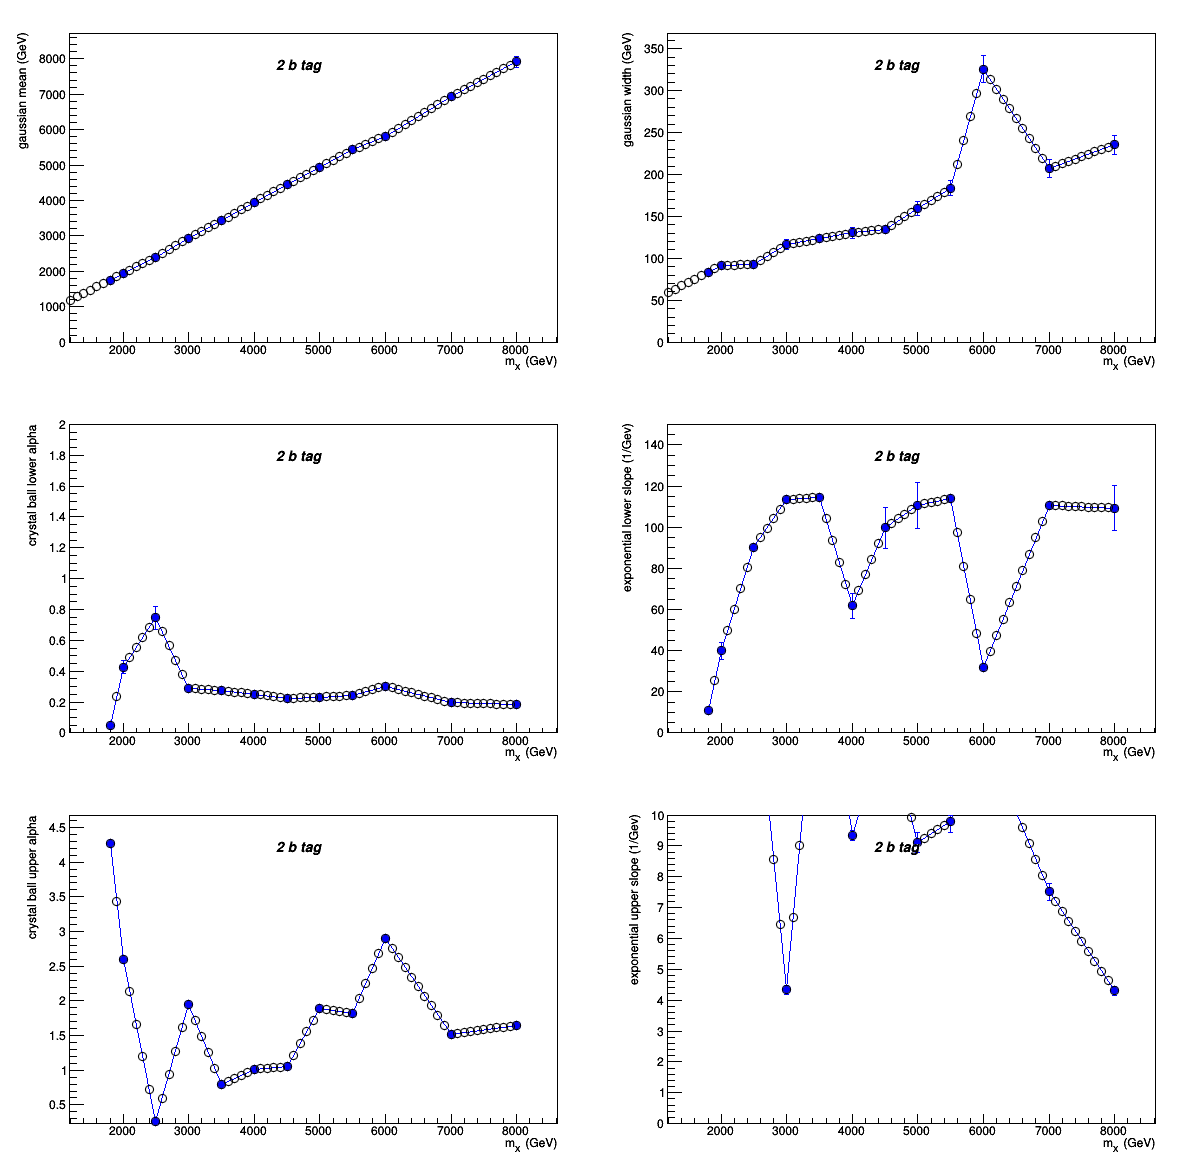 gaussian mean (GeV)
2 b tag
8000
7000
6000
5000
4000
3000
2000
1000
0
2000 3000 4000 5000 6000 7000 8000
m_x (GeV)
gaussian width (GeV)
2 b tag
350
300
250
200
150
100
50
0
2000 3000 4000 5000 6000 7000 8000
m_x (GeV)
crystal ball lower alpha
2 b tag
2
1.8
1.6
1.4
1.2
1
0.8
0.6
0.4
0.2
0
2000 3000 4000 5000 6000 7000 8000
m_x (GeV)
exponential lower slope (1/Gev)
2 b tag
140
120
100
80
60
40
20
0
2000 3000 4000 5000 6000 7000 8000
m_x (GeV)
crystal ball upper alpha
2 b tag
4.5
4
3.5
3
2.5
2
1.5
1
0.5
2000 3000 4000 5000 6000 7000 8000
m_x (GeV)
exponential upper slope (1/Gev)
2 b tag
10
9
8
7
6
5
4
3
2
1
0
2000 3000 4000 5000 6000 7000 8000
m_x (GeV)